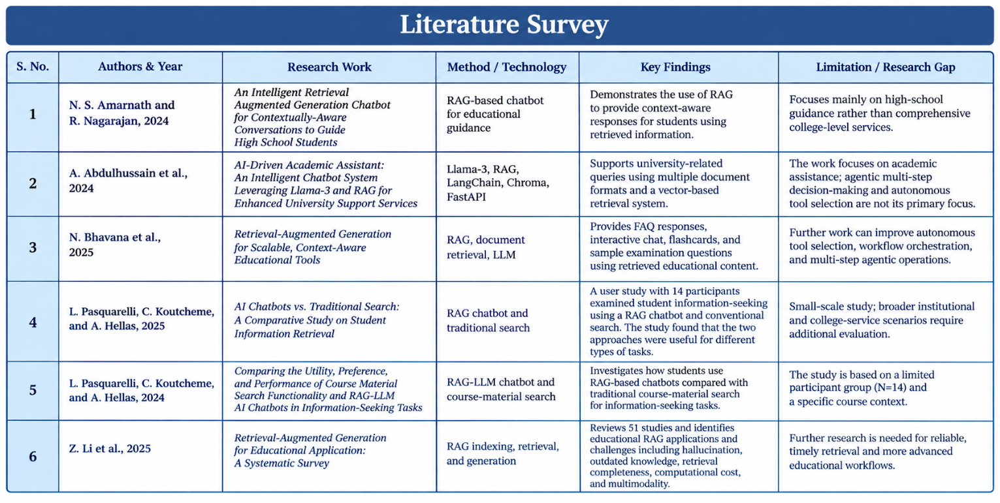 Literature Survey
S. No.
Authors & Year
Research Work
Method / Technology
Key Findings
Limitation / Research Gap
1
N. S. Amarnath and
R. Nagarajan, 2024
An Intelligent Retrieval
Augmented Generation Chatbot
for Contextually-Aware
Conversations to Guide
High School Students
RAG-based chatbot
for educational
guidance
Demonstrates the use of RAG
to provide context-aware
responses for students using
retrieved information.
Focuses mainly on high-school
guidance rather than comprehensive
college-level services.
2
A. Abdulhussain et al.,
2024
AI-Driven Academic Assistant:
An Intelligent Chatbot System
Leveraging Llama-3 and RAG for
Enhanced University Support Services
Llama-3, RAG,
LangChain, Chroma,
FastAPI
Supports university-related
queries using multiple document
formats and a vector-based
retrieval system.
The work focuses on academic
assistance; agentic multi-step
decision-making and autonomous
tool selection are not its primary focus.
3
N. Bhavana et al.,
2025
Retrieval-Augmented Generation
for Scalable, Context-Aware
Educational Tools
RAG, document
retrieval, LLM
Provides FAQ responses,
interactive chat, flashcards, and
sample examination questions
using retrieved educational content.
Further work can improve autonomous
tool selection, workflow orchestration,
and multi-step agentic operations.
4
L. Pasquarelli, C. Koutcheme,
and A. Hellas, 2025
AI Chatbots vs. Traditional Search:
A Comparative Study on Student
Information Retrieval
RAG chatbot and
traditional search
A user study with 14 participants
examined student information-seeking
using a RAG chatbot and conventional
search. The study found that the two
approaches were useful for different
types of tasks.
Small-scale study; broader institutional
and college-service scenarios require
additional evaluation.
5
L. Pasquarelli, C. Koutcheme,
and A. Hellas, 2024
Comparing the Utility, Preference,
and Performance of Course Material
Search Functionality and RAG-LLM
AI Chatbots in Information-Seeking Tasks
RAG-LLM chatbot and
course-material search
Investigates how students use
RAG-based chatbots compared with
traditional course-material search
for information-seeking tasks.
The study is based on a limited
participant group (N=14) and
a specific course context.
6
Z. Li et al., 2025
Retrieval-Augmented Generation
for Educational Application:
A Systematic Survey
RAG indexing, retrieval,
and generation
Reviews 51 studies and identifies
educational RAG applications and
challenges including hallucination,
outdated knowledge, retrieval
completeness, computational cost,
and multimodality.
Further research is needed for reliable,
timely retrieval and more advanced
educational workflows.